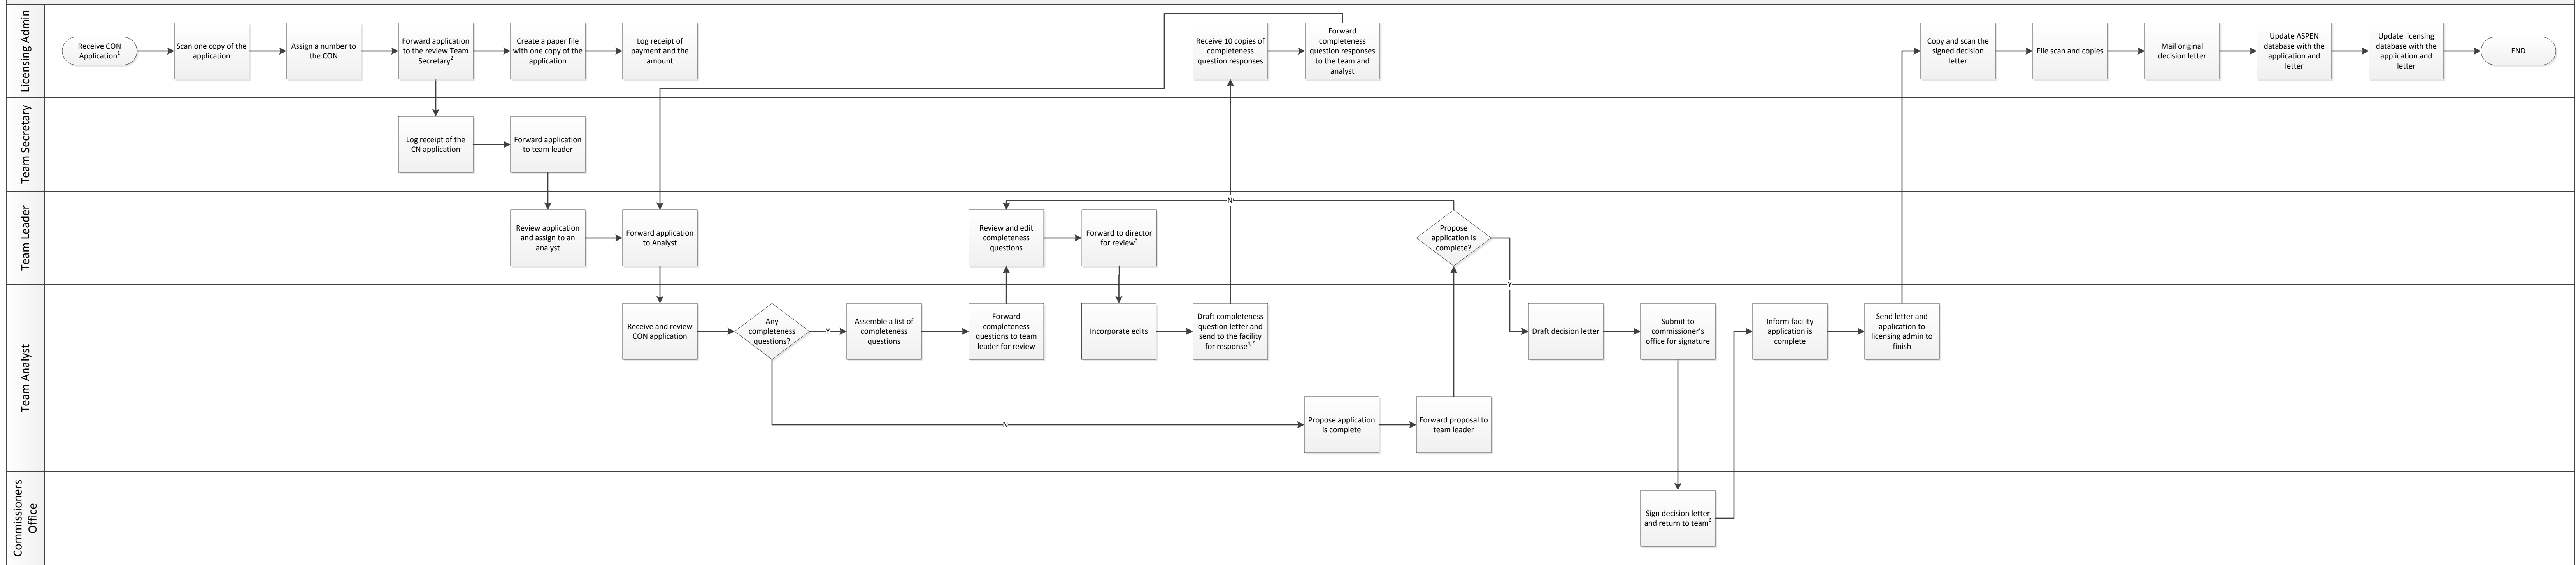 Licensing Admin
Receive CON
Application1
Scan one copy of the
application
Assign a number to
the CON
Forward application
to the review Team
Secretary2
Create a paper file
with one copy of the
application
Log receipt of
payment and the
amount
Receive 10 copies of
completeness
question responses
Forward
completeness
question responses
to the team and
analyst
Copy and scan the
signed decision
letter
File scan and copies
Mail original
decision letter
Update ASPEN
database with the
application and
letter
Update licensing
database with the
application and
letter
END
Team Secretary
Log receipt of the
CN application
Forward application
to team leader
Team Leader
Review application
and assign to an
analyst
Forward application
to Analyst
Review and edit
completeness
questions
Forward to director
for review3
N
Propose
application is
complete?
Y
Team Analyst
Receive and review
CON application
Any
completeness
questions?
Y
Assemble a list of
completeness
questions
Forward
completeness
questions to team
leader for review
Incorporate edits
Draft completeness
question letter and
send to the facility
for response4, 5
Draft decision letter
Submit to
commissioner's
office for signature
Inform facility
application is
complete
Send letter and
application to
licensing admin to
finish
N
Propose application
is complete
Forward proposal to
team leader
Commissioners
Office
Sign decision letter
and return to team6